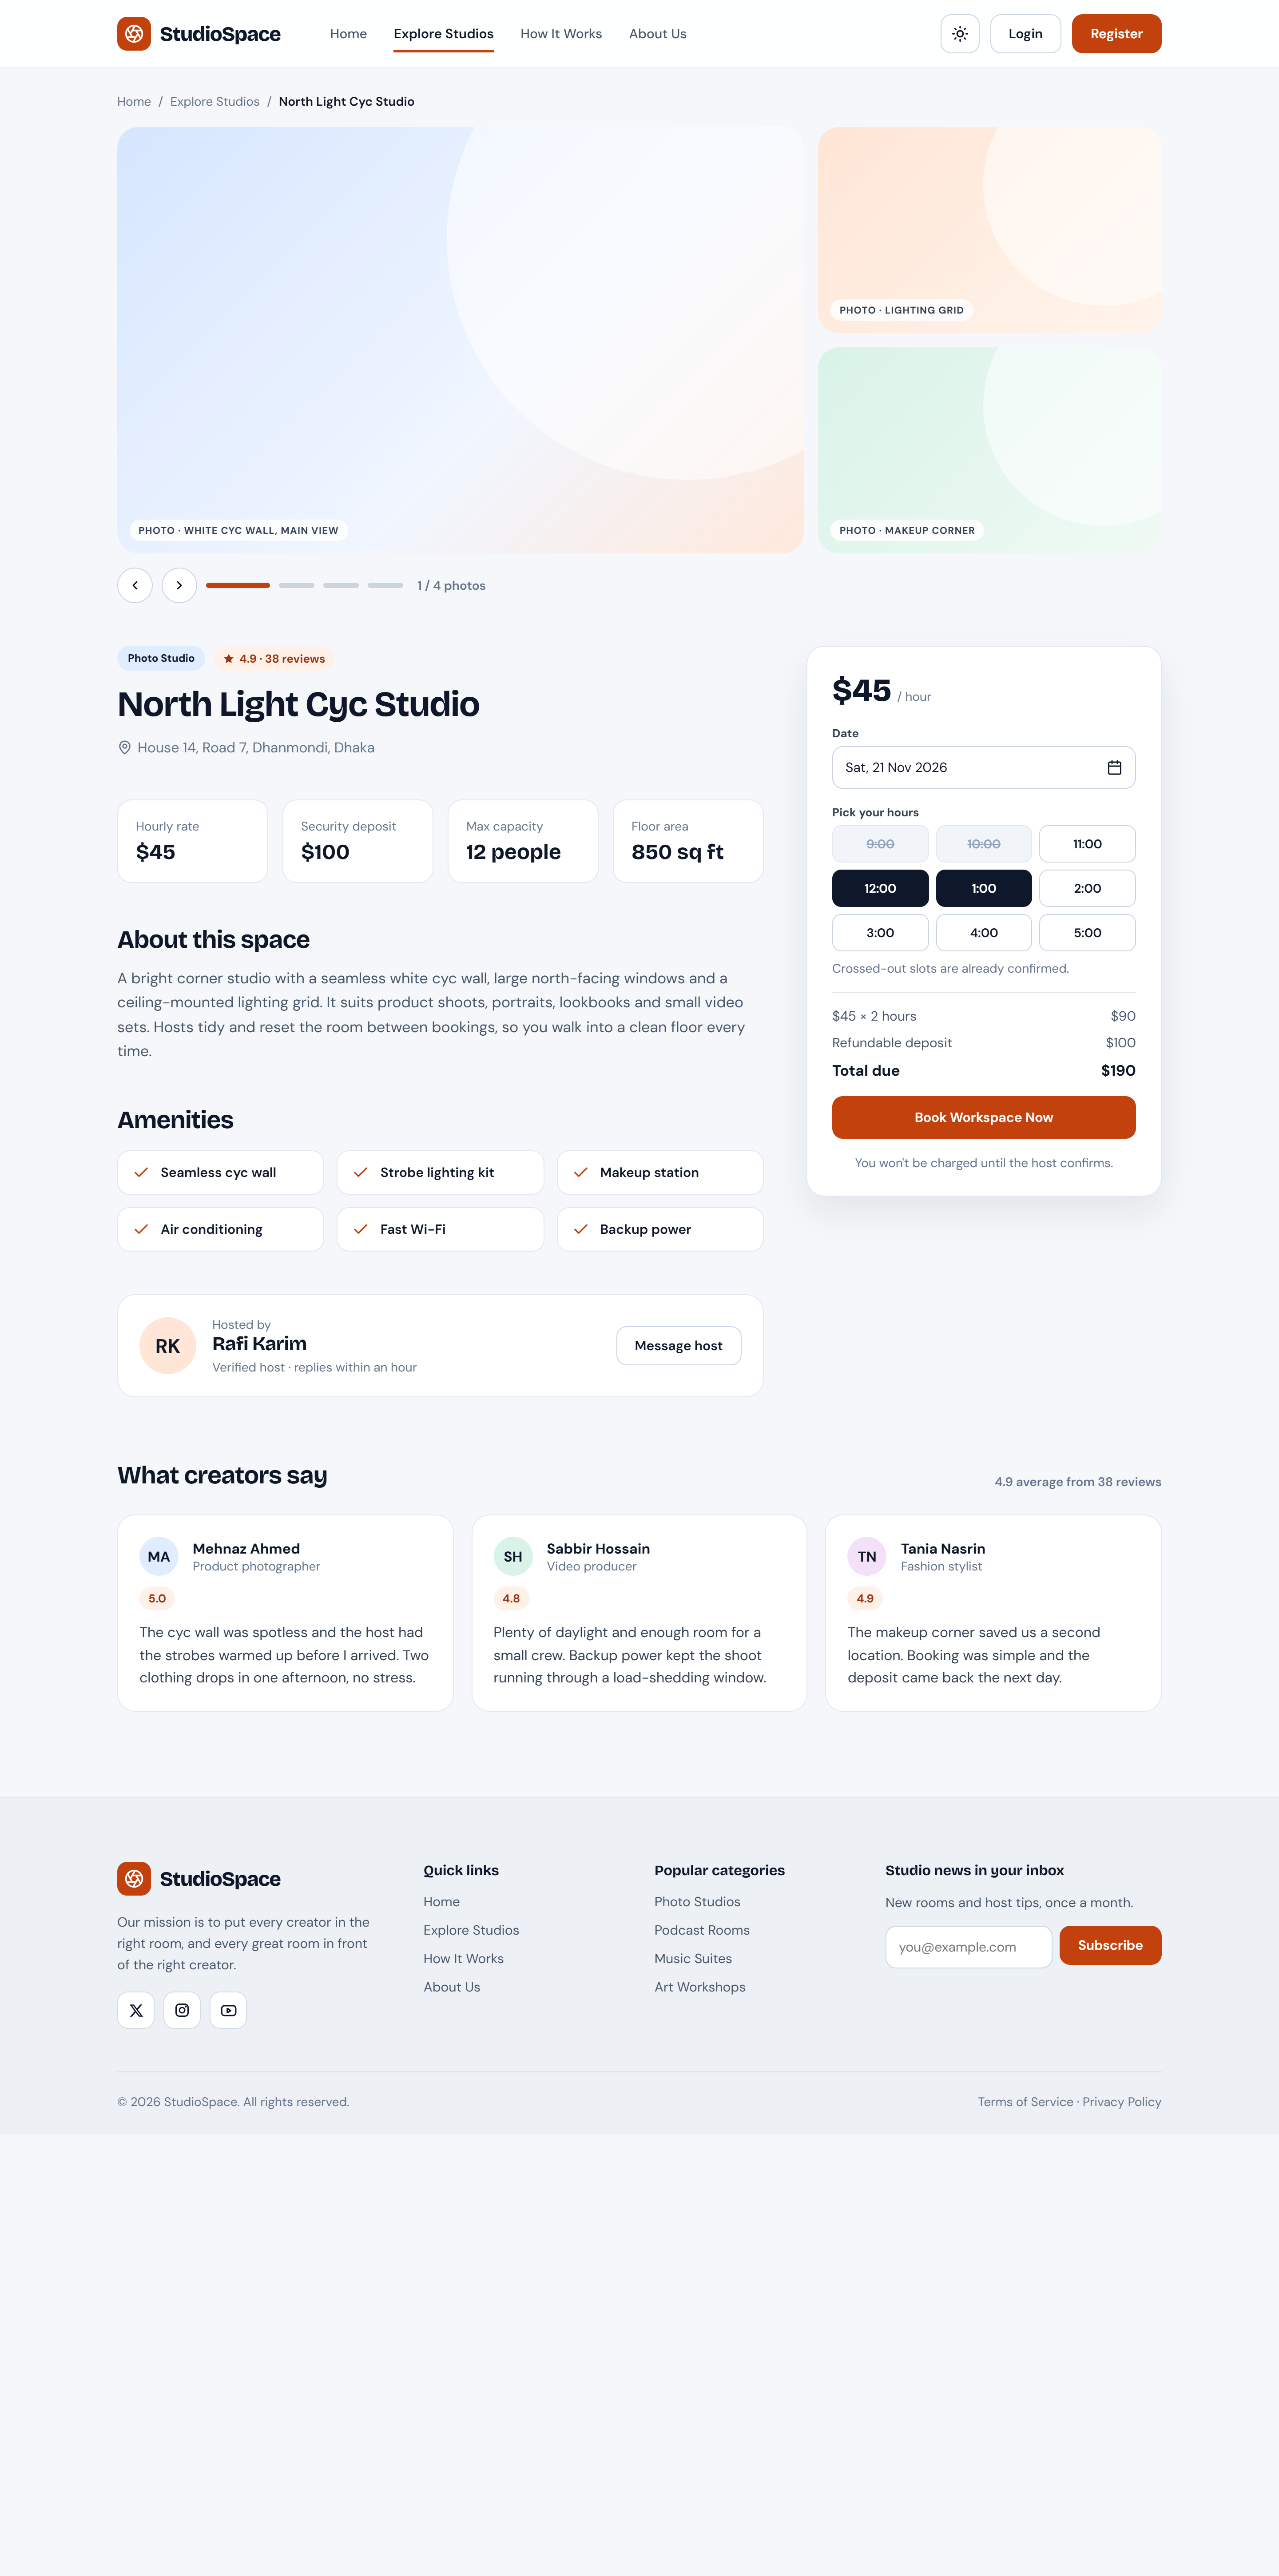 StudioSpace
Home
Explore Studios
How It Works
About Us
Login
Register
Home / Explore Studios / North Light Cyc Studio
PHOTO · LIGHTING GRID
PHOTO · WHITE CYC WALL, MAIN VIEW
PHOTO · MAKEUP CORNER
1 / 4 photos
Photo Studio
4.9 · 38 reviews
North Light Cyc Studio
House 14, Road 7, Dhanmondi, Dhaka
Hourly rate
$45
Security deposit
$100
Max capacity
12 people
Floor area
850 sq ft
About this space
A bright corner studio with a seamless white cyc wall, large north-facing windows and a
ceiling-mounted lighting grid. It suits product shoots, portraits, lookbooks and small video
sets. Hosts tidy and reset the room between bookings, so you walk into a clean floor every
time.
Amenities
Seamless cyc wall
Strobe lighting kit
Makeup station
Air conditioning
Fast Wi-Fi
Backup power
RK
Hosted by
Rafi Karim
Verified host · replies within an hour
Message host
$45 / hour
Date
Sat, 21 Nov 2026
Pick your hours
9:00
10:00
11:00
12:00
1:00
2:00
3:00
4:00
5:00
Crossed-out slots are already confirmed.
$45 × 2 hours
$90
Refundable deposit
$100
Total due
$190
Book Workspace Now
You won't be charged until the host confirms.
What creators say
4.9 average from 38 reviews
MA
Mehnaz Ahmed
Product photographer
5.0
The cyc wall was spotless and the host had
the strobes warmed up before I arrived. Two
clothing drops in one afternoon, no stress.
SH
Sabbir Hossain
Video producer
4.8
Plenty of daylight and enough room for a
small crew. Backup power kept the shoot
running through a load-shedding window.
TN
Tania Nasrin
Fashion stylist
4.9
The makeup corner saved us a second
location. Booking was simple and the
deposit came back the next day.
StudioSpace
Our mission is to put every creator in the
right room, and every great room in front
of the right creator.
Quick links
Home
Explore Studios
How It Works
About Us
Popular categories
Photo Studios
Podcast Rooms
Music Suites
Art Workshops
Studio news in your inbox
New rooms and host tips, once a month.
you@example.com
Subscribe
© 2026 StudioSpace. All rights reserved.
Terms of Service · Privacy Policy